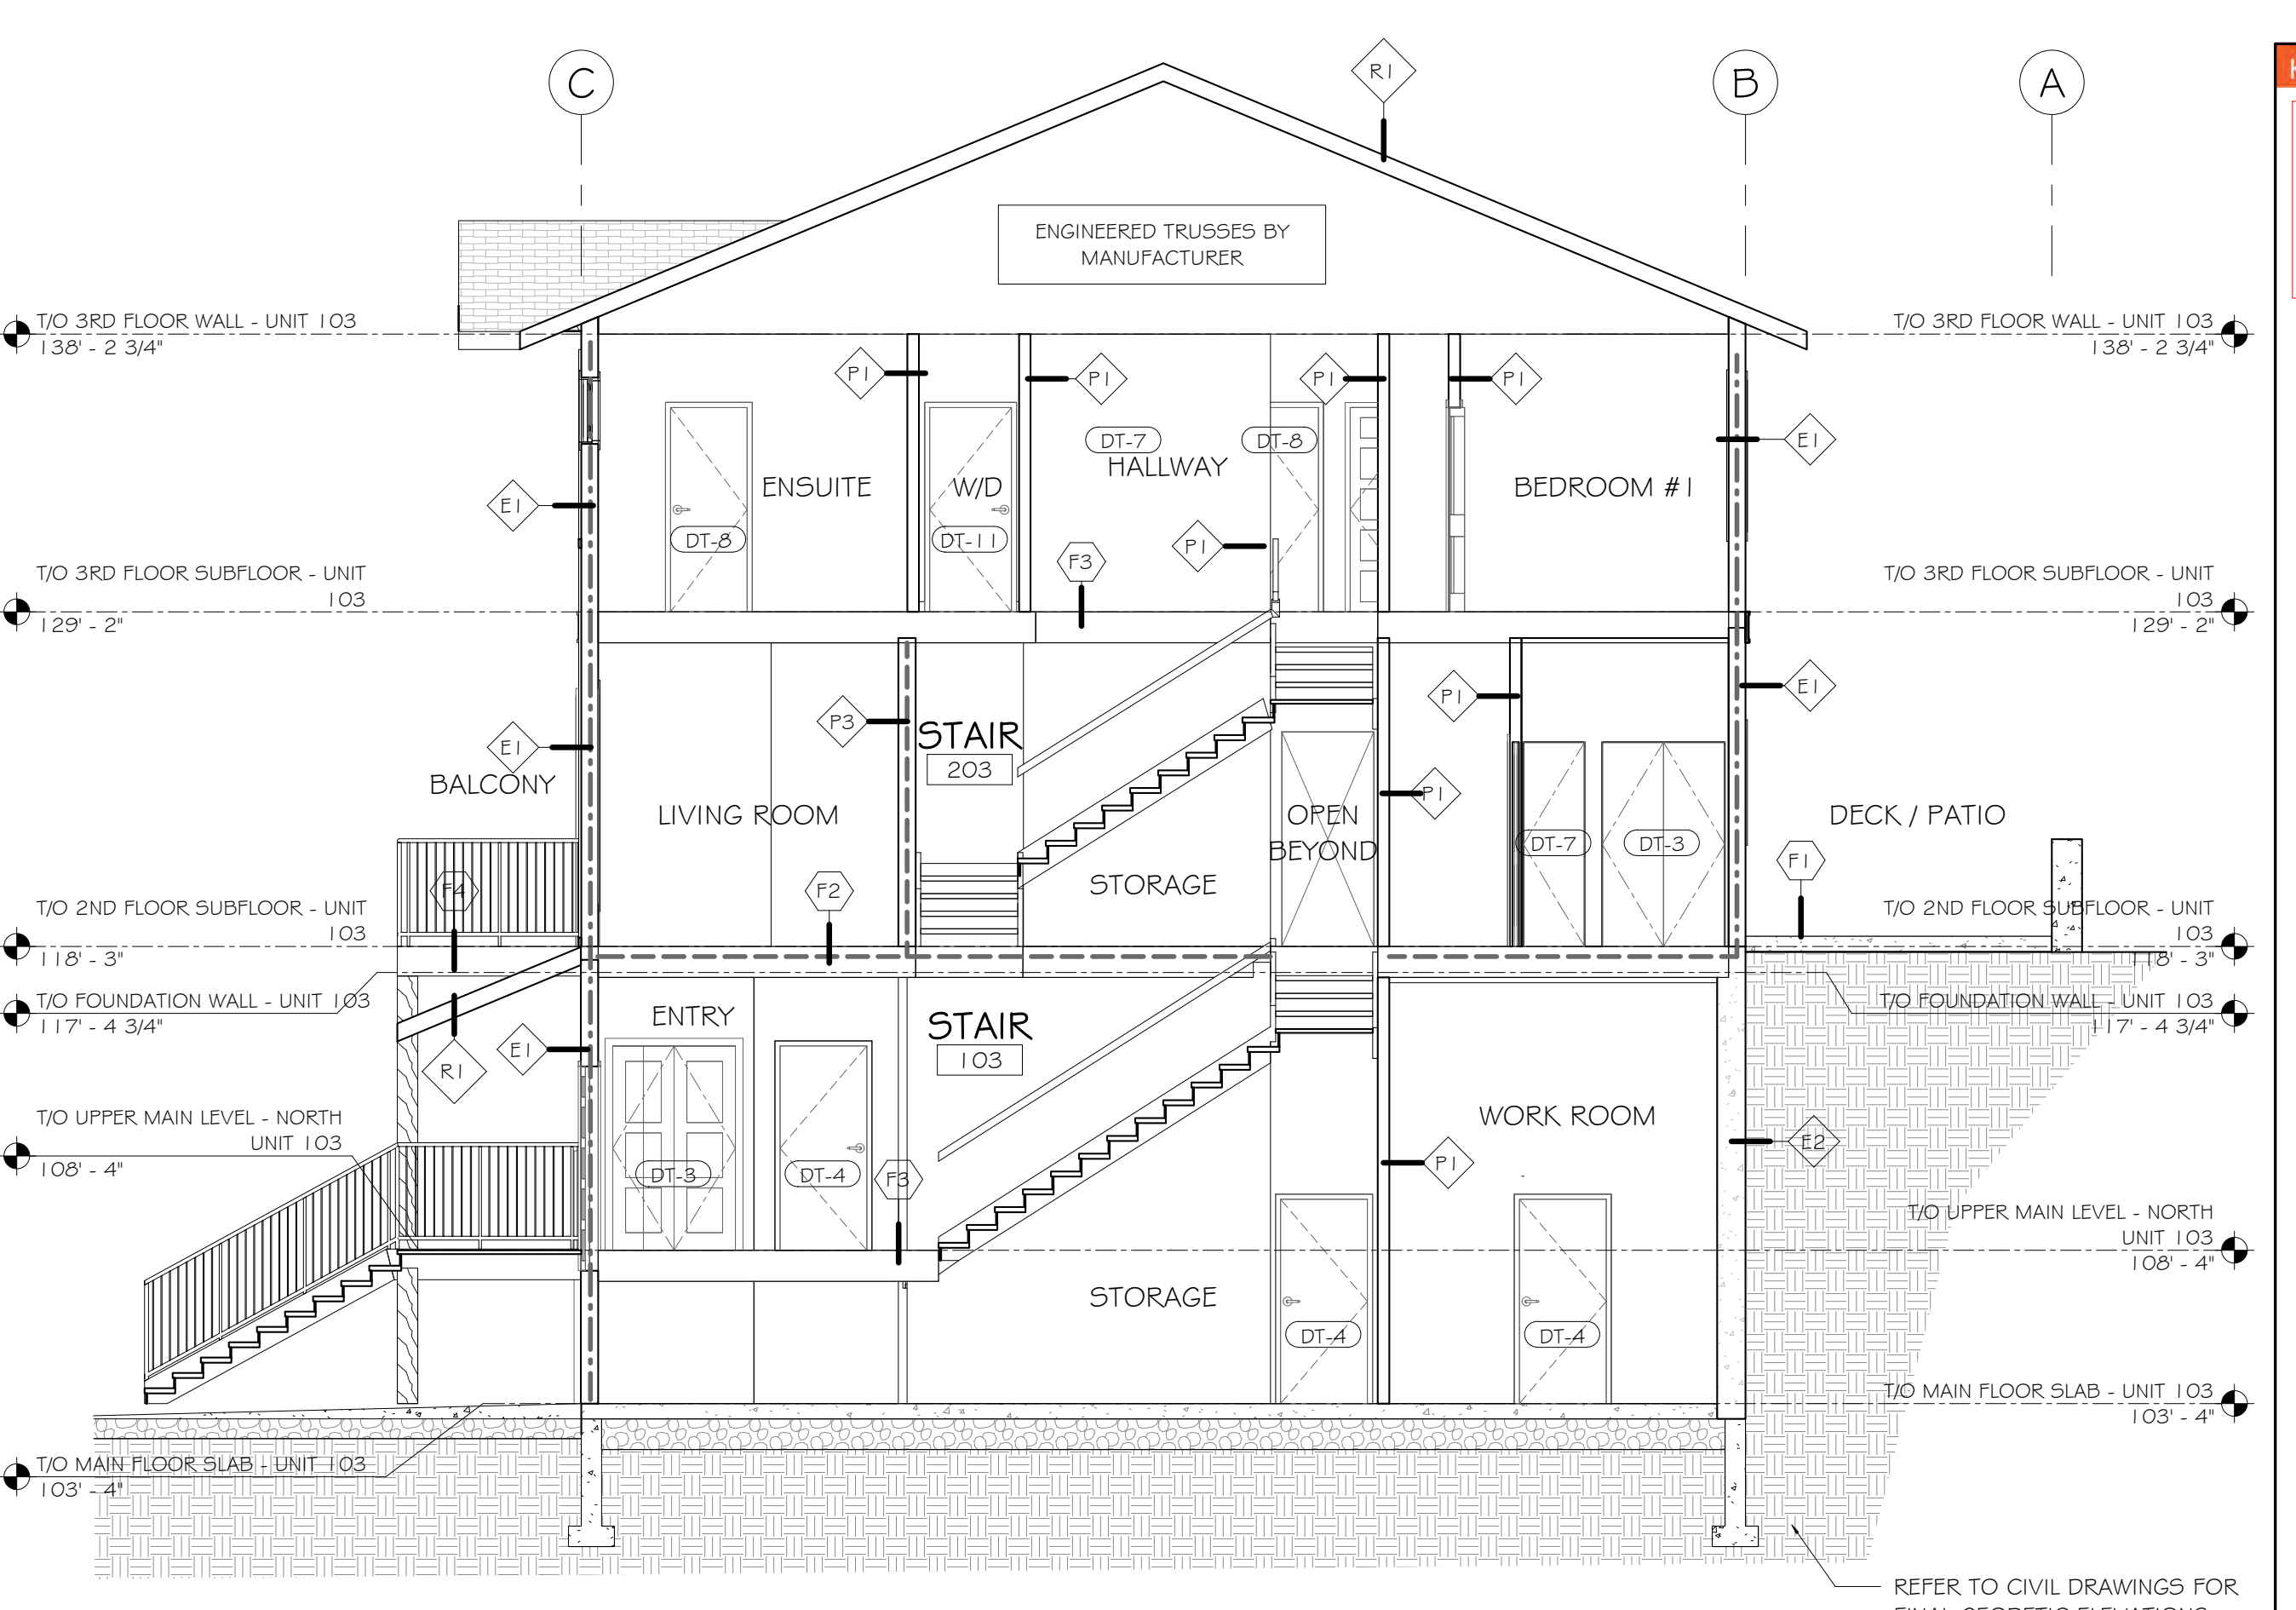 C
R1
B
A
ENGINEERED TRUSSES BY
MANUFACTURER
T/O 3RD FLOOR WALL - UNIT 103
138' - 2 3/4"
T/O 3RD FLOOR WALL - UNIT 103
138' - 2 3/4"
P1
P1
P1
P1
DT-7
HALLWAY
DT-8
E1
ENSUITE
W/D
BEDROOM #1
E1
DT-8
DT-11
P1
F3
T/O 3RD FLOOR SUBFLOOR - UNIT
103
129' - 2"
T/O 3RD FLOOR SUBFLOOR - UNIT
103
129' - 2"
E1
P1
P3
STAIR
203
E1
BALCONY
P1
LIVING ROOM
OPEN
BEYOND
DECK / PATIO
DT-7
DT-3
F1
STORAGE
F4
F2
T/O 2ND FLOOR SUBFLOOR - UNIT
103
118' - 3"
T/O 2ND FLOOR SUBFLOOR - UNIT
103
118' - 3"
T/O FOUNDATION WALL - UNIT 103
117' - 4 3/4"
T/O FOUNDATION WALL - UNIT 103
117' - 4 3/4"
ENTRY
STAIR
103
E1
R1
WORK ROOM
T/O UPPER MAIN LEVEL - NORTH
UNIT 103
108' - 4"
E2
P1
DT-3
DT-4
F3
T/O UPPER MAIN LEVEL - NORTH
UNIT 103
108' - 4"
STORAGE
DT-4
DT-4
T/O MAIN FLOOR SLAB - UNIT 103
103' - 4"
T/O MAIN FLOOR SLAB - UNIT 103
103' - 4"
REFER TO CIVIL DRAWINGS FOR